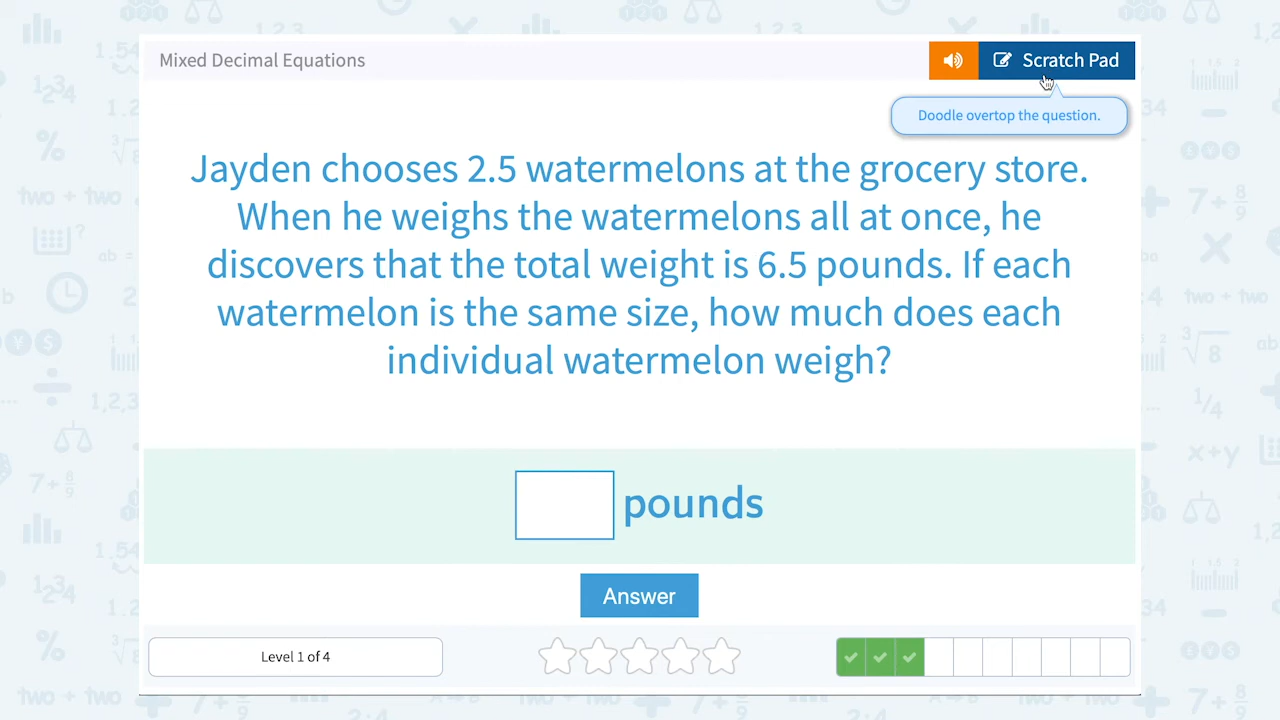 Mixed Decimal Equations
Scratch Pad
Doodle overtop the question.
Jayden chooses 2.5 watermelons at the grocery store.
When he weighs the watermelons all at once, he
discovers that the total weight is 6.5 pounds. If each
watermelon is the same size, how much does each
individual watermelon weigh?
pounds
Answer
Level 1 of 4